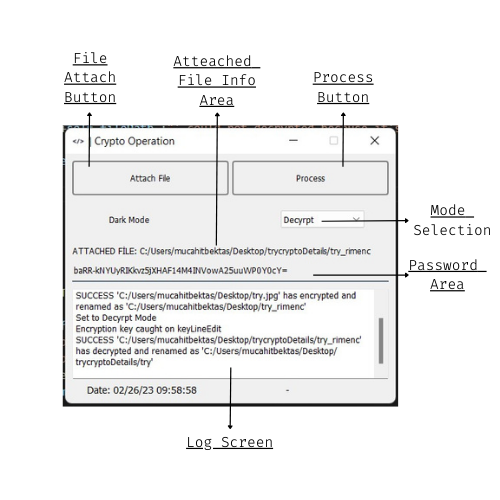 File
Attach
Button
Atteached
File Info
Area
Process
Button
</> Crypto Operation
Attach File
Process
Dark Mode
Decyrpt
Mode
Selection
ATTACHED FİLE: C:/Users/mucahitbektas/Desktop/trycryptoDetails/try_rimenc
Password
Area
SUCCESS 'C:/Users/mucahitbektas/Desktop/try.jpg' has encrypted and
renamed as 'C:/Users/mucahitbektas/Desktop/try_rimenc'
Set to Decyrpt Mode
Encryption key caught on keyLineEdit
SUCCESS 'C:/Users/mucahitbektas/Desktop/trycryptoDetails/try_rimenc'
has decrypted and renamed as 'C:/Users/mucahitbektas/Desktop/
trycryptoDetails/try'
Date: 02/26/23 09:58:58
-
Log Screen